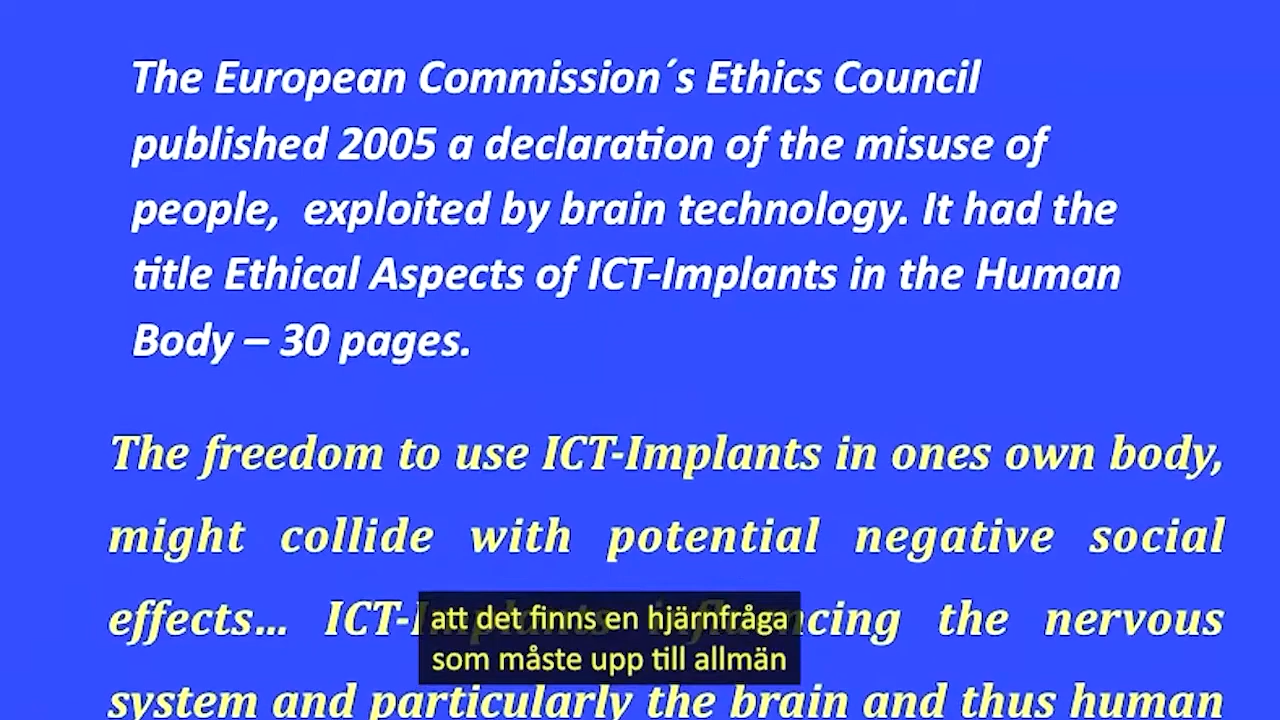 The European Commission´s Ethics Council
published 2005 a declaration of the misuse of
people,  exploited by brain technology. It had the
title Ethical Aspects of ICT-Implants in the Human
Body – 30 pages.
The freedom to use ICT-Implants in ones own body,
might collide with potential negative social
effects... ICT-Implants influencing the nervous
att det finns en hjärnfråga
som måste upp till allmän
system and particularly the brain and thus human